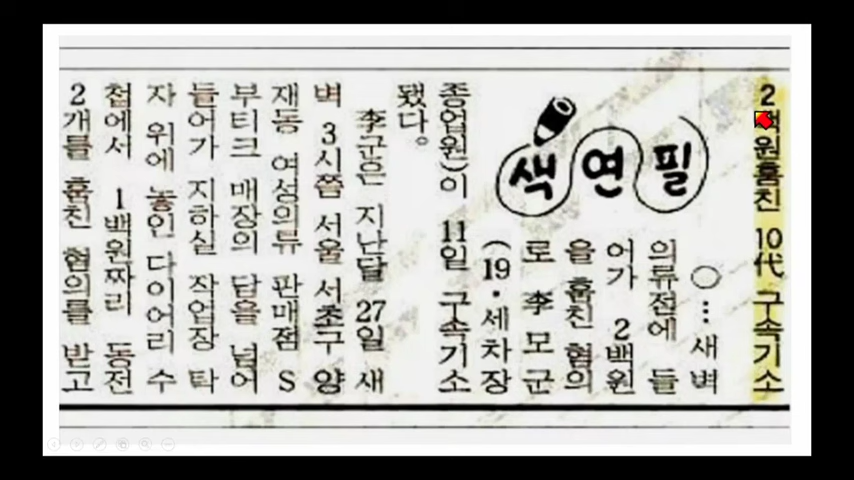 2백원훔친 10代 구속기소
색연필
○…새벽
의류전에 들
어가 2백원
을 훔친 혐의
로 李모군
(19·세차장
종업원)이 11일 구속기소
됐다。
李군은 지난달 27일 새
벽 3시쯤 서울 서초구 양
재동 여성의류 판매점 S
부티크 매장의 담을 넘어
들어가 지하실 작업장 탁
자 위에 놓인 다이어리 수
첩에서 1백원짜리 동전
2개를 훔친 혐의를 받고